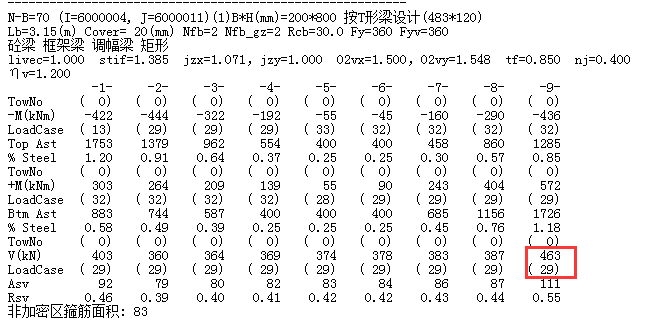 N-B=70 (I=6000004, J=6000011)(1)B*H(mm)=200*800 按T形梁设计(483*120)
Lb=3.15(m) Cover= 20(mm) Nfb=2 Nfb_gz=2 Rcb=30.0 Fy=360 Fyv=360
砼梁 框架梁 调幅梁 矩形
livec=1.000 stif=1.385 jzx=1.071, jzy=1.000 02vx=1.500, 02vy=1.548 tf=0.850 nj=0.400
ηv=1.200
-1- -2- -3- -4- -5- -6- -7- -8- -9-
TowNo ( 0) ( 0) ( 0) ( 0) ( 0) ( 0) ( 0) ( 0) ( 0)
-M(kNm) -422 -444 -322 -192 -55 -45 -160 -290 -436
LoadCase ( 13) ( 29) ( 29) ( 29) ( 33) ( 32) ( 32) ( 32) ( 32)
Top Ast 1753 1379 962 554 400 400 458 860 1285
% Steel 1.20 0.91 0.64 0.37 0.25 0.25 0.30 0.57 0.85
TowNo ( 0) ( 0) ( 0) ( 0) ( 0) ( 0) ( 0) ( 0) ( 0)
+M(kNm) 303 264 209 139 55 90 243 404 572
LoadCase ( 32) ( 32) ( 32) ( 32) ( 28) ( 29) ( 29) ( 29) ( 29)
Btm Ast 883 744 587 400 400 400 685 1156 1726
% Steel 0.58 0.49 0.39 0.25 0.25 0.25 0.45 0.76 1.18
TowNo ( 0) ( 0) ( 0) ( 0) ( 0) ( 0) ( 0) ( 0) ( 0)
V(kN) 403 360 364 369 374 378 383 387 463
LoadCase ( 29) ( 29) ( 29) ( 29) ( 29) ( 29) ( 29) ( 29) ( 29)
Asv 92 79 80 82 83 84 86 87 111
Rsv 0.46 0.39 0.40 0.41 0.42 0.42 0.43 0.44 0.55
非加密区箍筋面积: 83